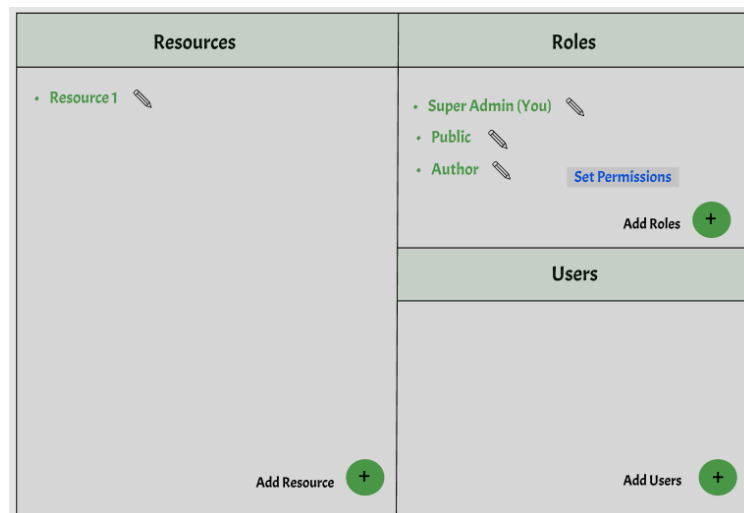 Resources
• Resource 1
Add Resource +
Roles
• Super Admin (You)
• Public
• Author
Set Permissions
Add Roles +
Users
Add Users +